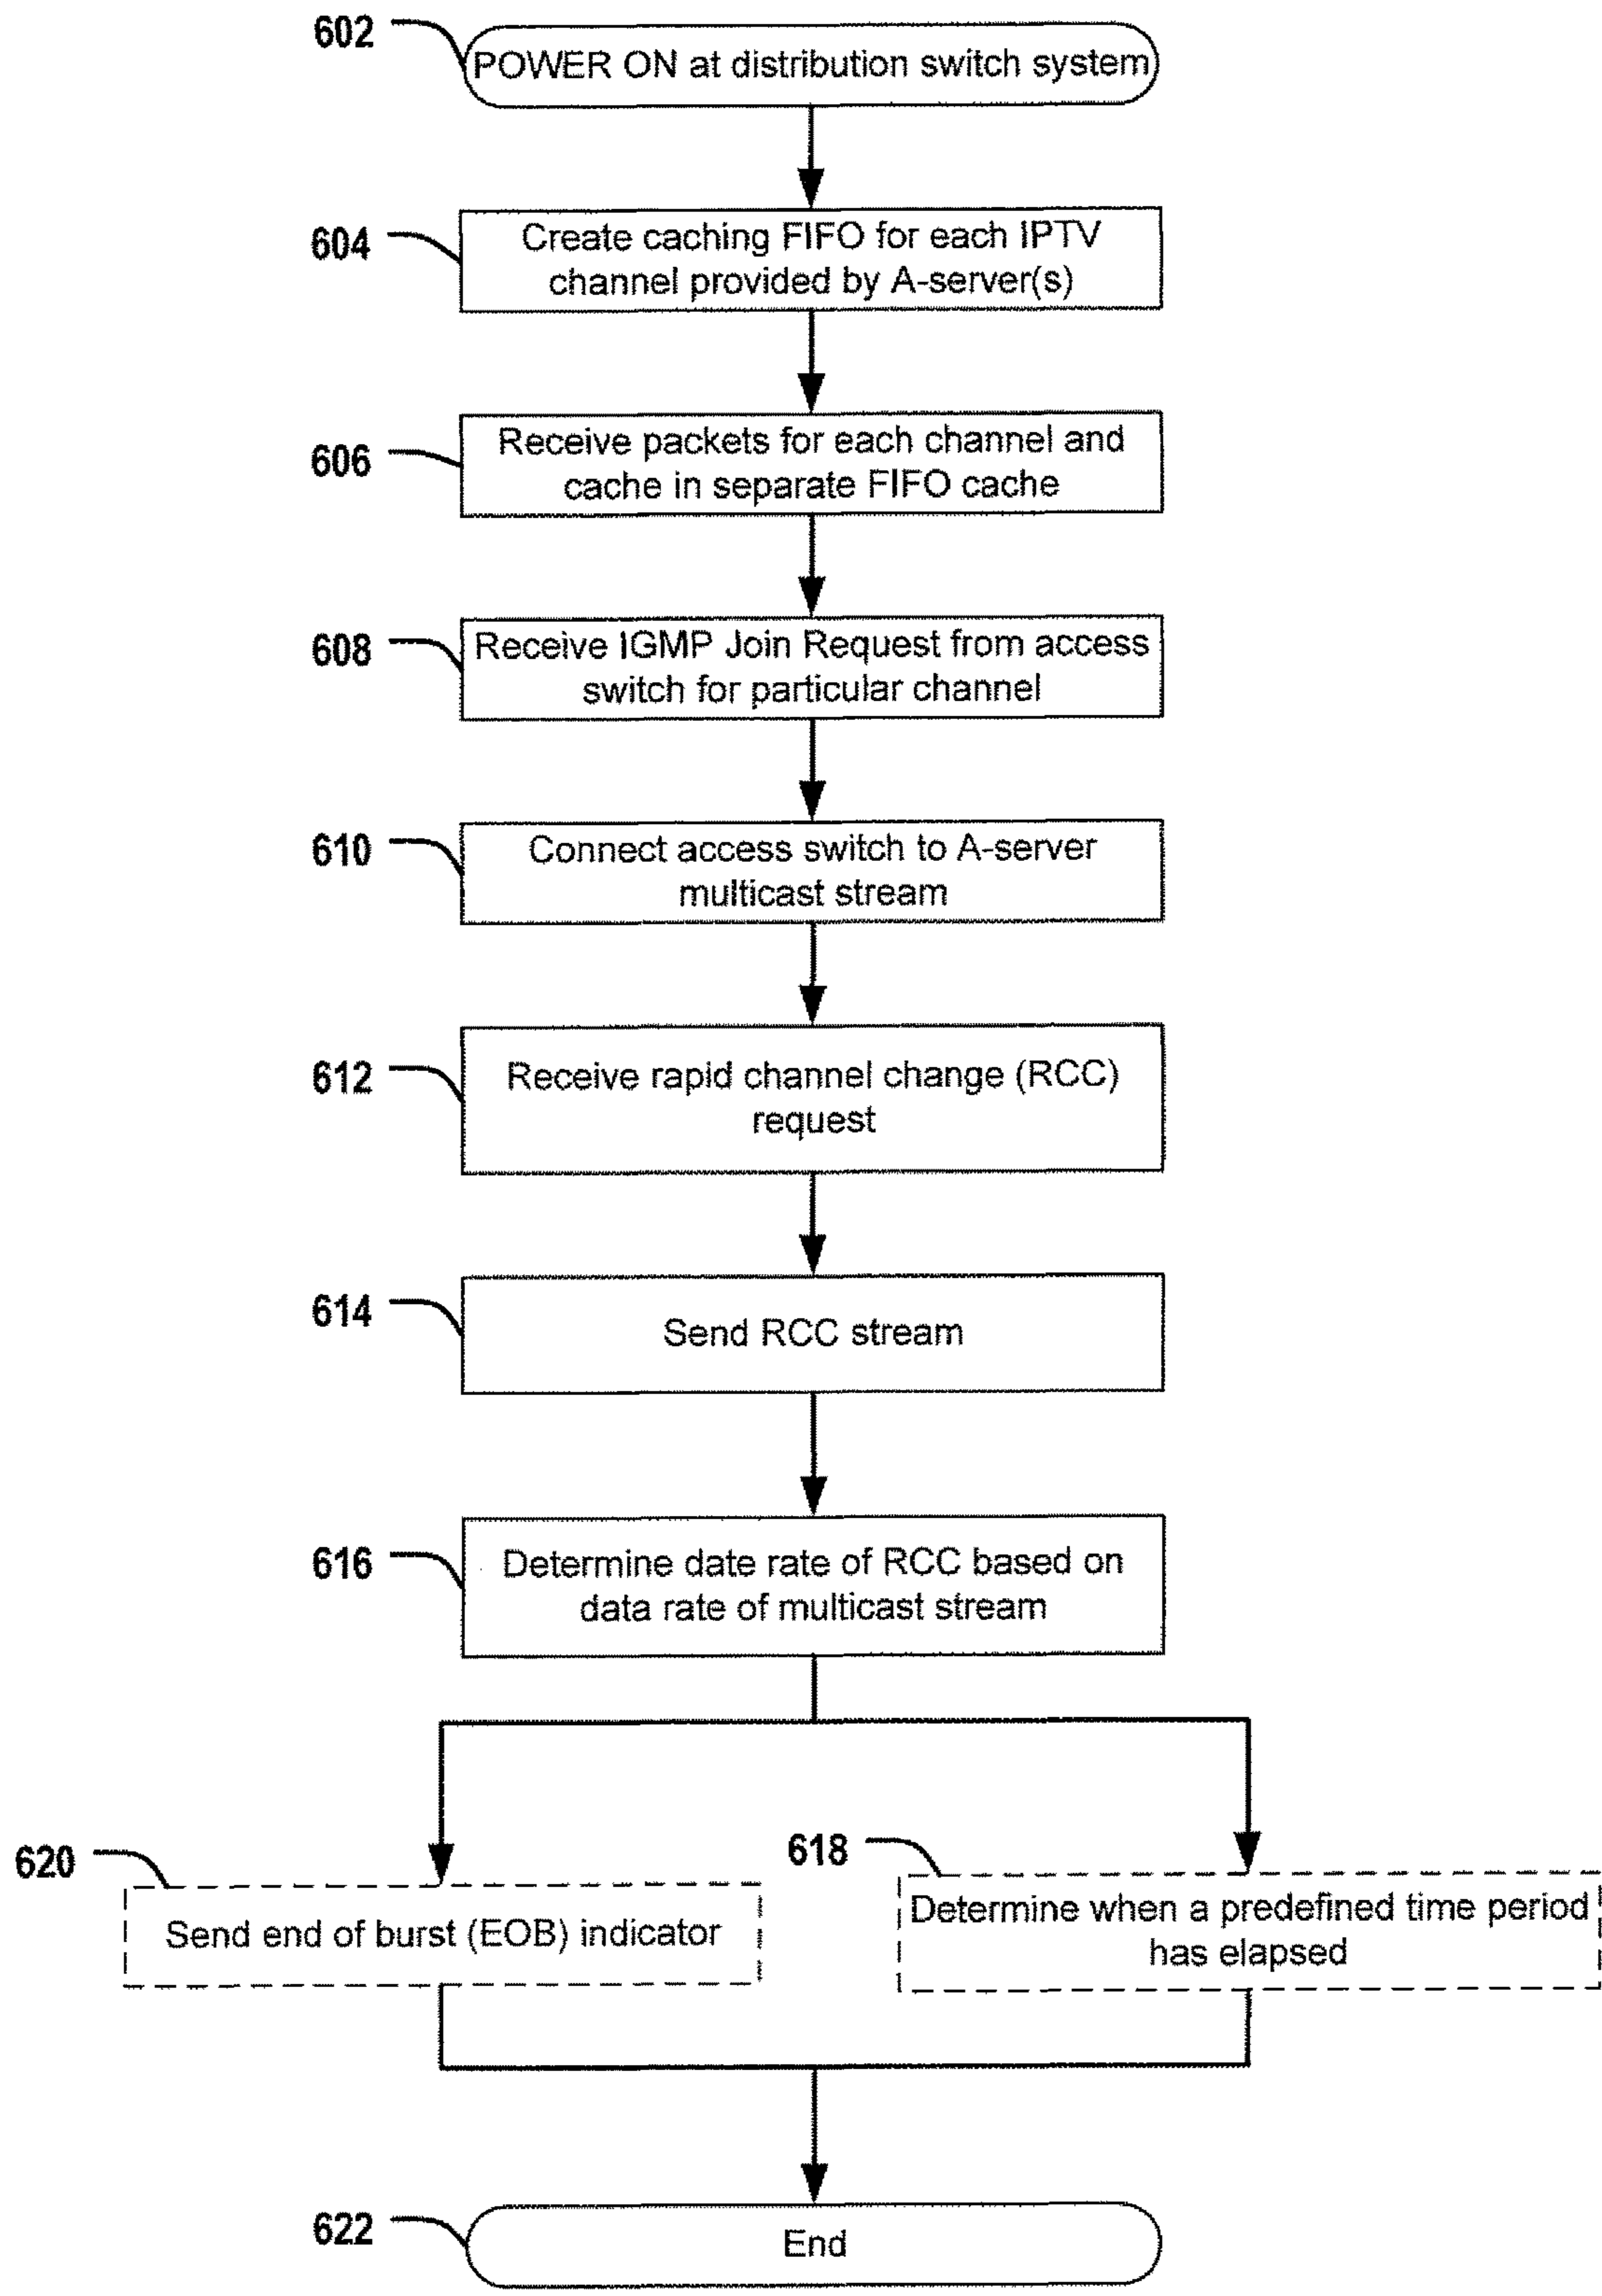 602
POWER ON at distribution switch system
604
Create caching FIFO for each IPTV
channel provided by A-server(s)
606
Receive packets for each channel and
cache in separate FIFO cache
608
Receive IGMP Join Request from access
switch for particular channel
610
Connect access switch to A-server
multicast stream
612
Receive rapid channel change (RCC)
request
614
Send RCC stream
616
Determine date rate of RCC based on
data rate of multicast stream
620
Send end of burst (EOB) indicator
618
Determine when a predefined time period
has elapsed
622
End